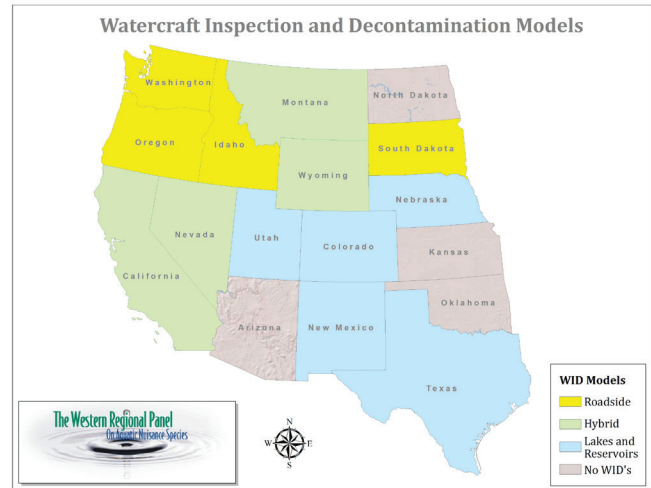 Watercraft Inspection and Decontamination Models
Washington
Montana
North Dakota
Oregon
Idaho
South Dakota
Wyoming
Nebraska
Nevada
Utah
Colorado
Kansas
California
Oklahoma
Arizona
New Mexico
Texas
WID Models
Roadside
Hybrid
Lakes and
Reservoirs
No WID's
The Western Regional Panel
On Aquatic Nuisance Species
N
W
E
S